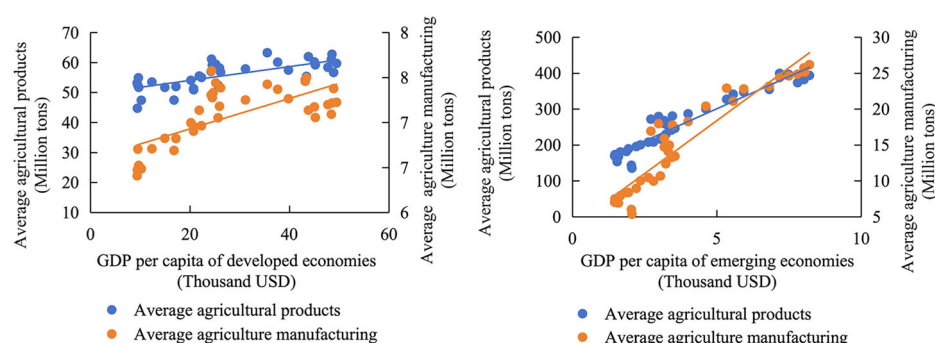 70
60
50
40
30
20
10
Average agricultural products
(Million tons)
8
8
7
7
6
Average agriculture manufacturing
(Million tons)
0
20
40
60
GDP per capita of developed economies
(Thousand USD)
Average agricultural products
Average agriculture manufacturing
500
400
300
200
100
0
Average agricultural products
(Million tons)
30
25
20
15
10
5
Average agriculture manufacturing
(Million tons)
0
5
10
GDP per capita of emerging economies
(Thousand USD)
Average agricultural products
Average agriculture manufacturing